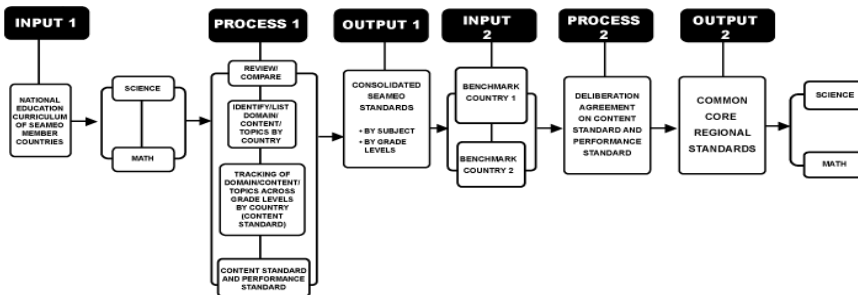 INPUT 1
NATIONAL
EDUCATION
CURRICULUM
OF SEAMEO
MEMBER
COUNTRIES
SCIENCE
MATH
PROCESS 1
REVIEW/
COMPARE
IDENTIFY/LIST
DOMAIN/
CONTENT/
TOPICS BY
COUNTRY
TRACKING OF
DOMAIN/CONTENT/
TOPICS ACROSS
GRADE LEVELS
BY COUNTRY
(CONTENT
STANDARD)
CONTENT STANDARD
AND PERFORMANCE
STANDARD
OUTPUT 1
CONSOLIDATED
SEAMEO
STANDARDS
• BY SUBJECT
• BY GRADE
LEVELS
INPUT
2
BENCHMARK
COUNTRY 1
BENCHMARK
COUNTRY 2
PROCESS
2
DELIBERATION
AGREEMENT
ON CONTENT
STANDARD AND
PERFORMANCE
STANDARD
OUTPUT
2
COMMON
CORE
REGIONAL
STANDARDS
SCIENCE
MATH